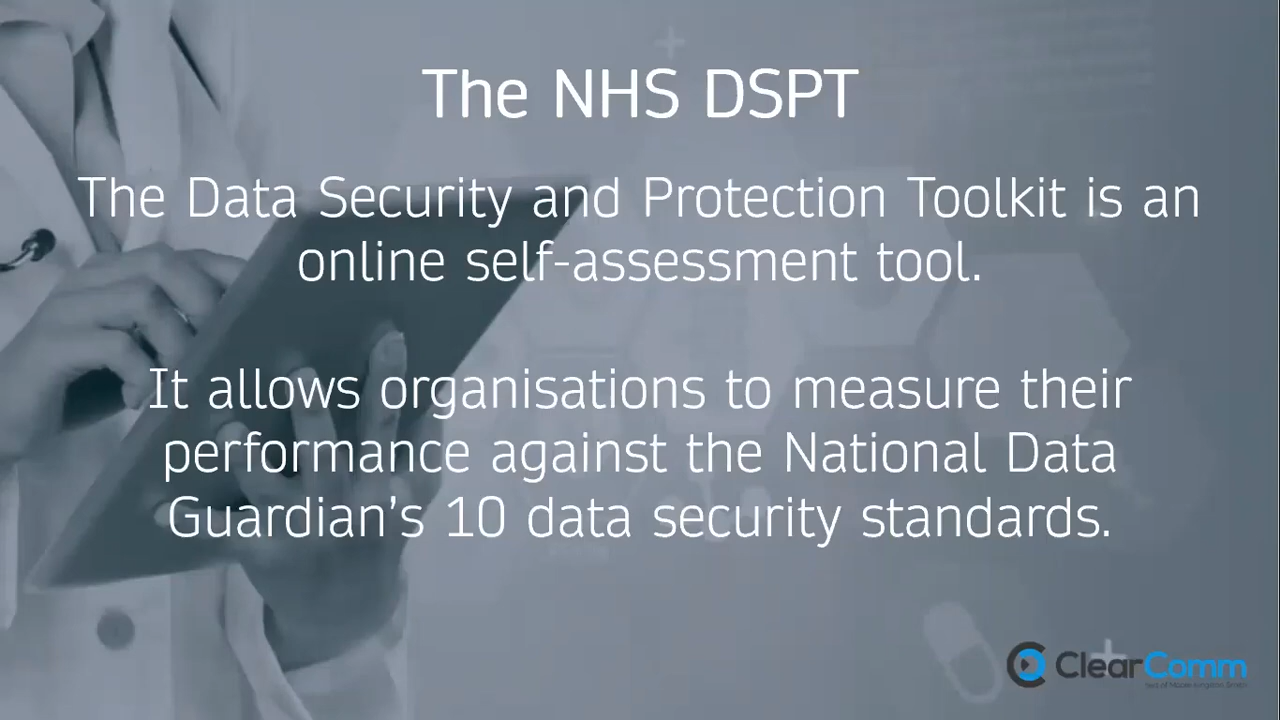 The NHS DSPT
The Data Security and Protection Toolkit is an
online self-assessment tool.
It allows organisations to measure their
performance against the National Data
Guardian’s 10 data security standards.
ClearComm